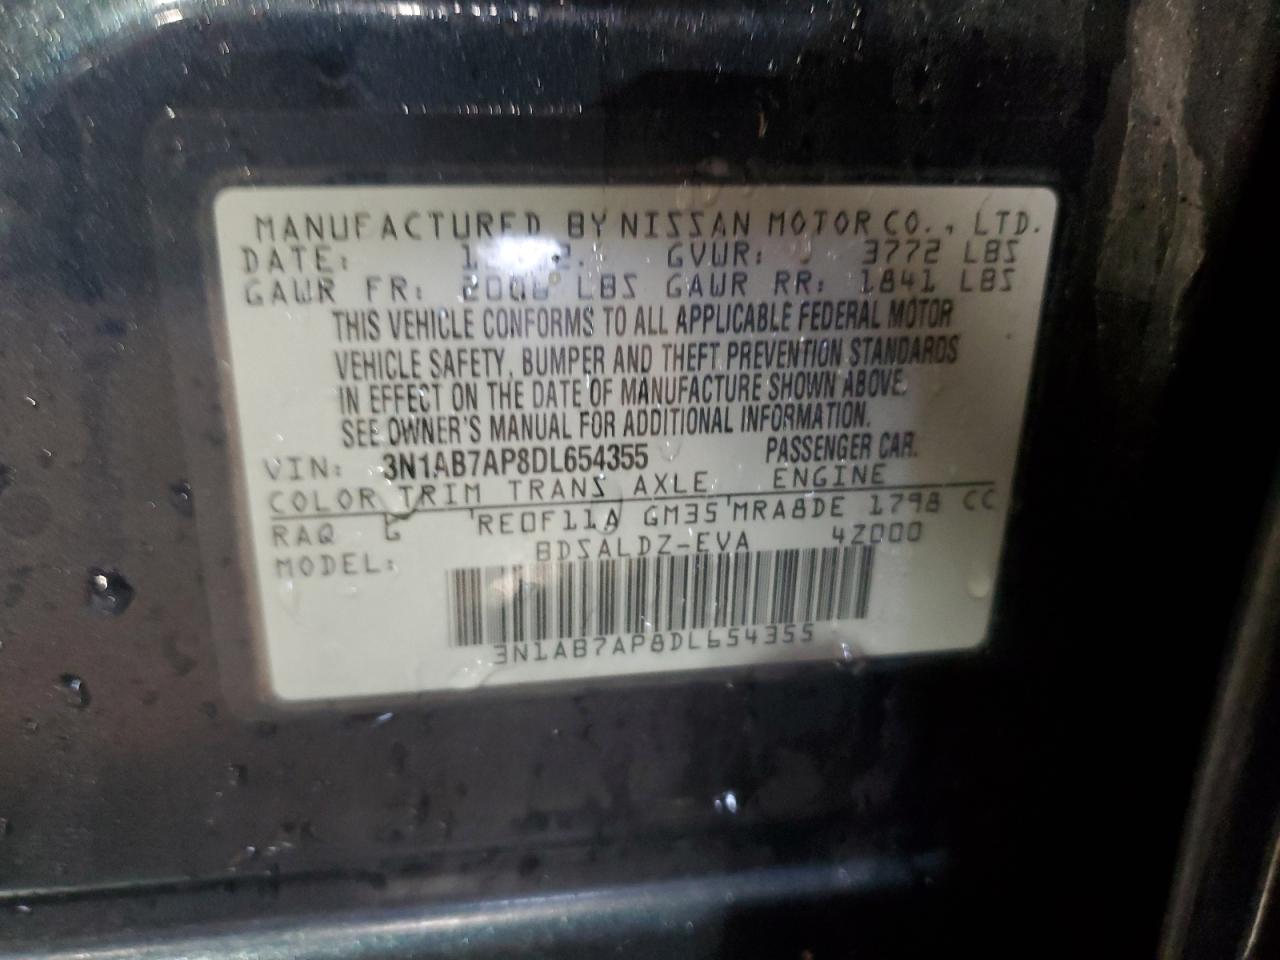 MANUFACTURED BY NISSAN MOTOR CO., LTD.
DATE: GVWR: 3772 LBS
GAWR FR: LBS GAWR RR: 1841 LBS
THIS VEHICLE CONFORMS TO ALL APPLICABLE FEDERAL MOTOR
VEHICLE SAFETY, BUMPER AND THEFT PREVENTION STANDARDS
IN EFFECT ON THE DATE OF MANUFACTURE SHOWN ABOVE.
SEE OWNER'S MANUAL FOR ADDITIONAL INFORMATION.
VIN: 3N1AB7AP8DL654355 PASSENGER CAR.
COLOR TRIM TRANS AXLE ENGINE
RAQ G RE0F11A GM35 MRA8DE 1798 CC
MODEL: BDSALDZ-EVA 4Z000
3N1AB7AP8DL654355